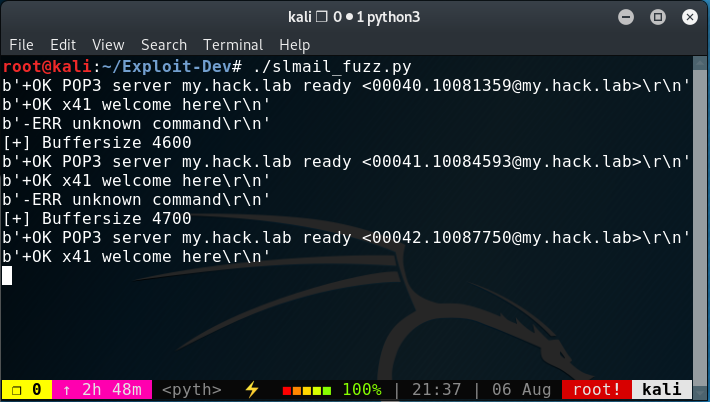 kali ❐ 0 ● 1 python3
File Edit View Search Terminal Help
root@kali:~/Exploit-Dev# ./slmail_fuzz.py
b'+OK POP3 server my.hack.lab ready <00040.10081359@my.hack.lab>\r\n'
b'+OK x41 welcome here\r\n'
b'-ERR unknown command\r\n'
[+] Buffersize 4600
b'+OK POP3 server my.hack.lab ready <00041.10084593@my.hack.lab>\r\n'
b'+OK x41 welcome here\r\n'
b'-ERR unknown command\r\n'
[+] Buffersize 4700
b'+OK POP3 server my.hack.lab ready <00042.10087750@my.hack.lab>\r\n'
b'+OK x41 welcome here\r\n'
❐ 0 ↑ 2h 48m <pyth> ⚡ ■■■■■ 100% | 21:37 | 06 Aug root! kali